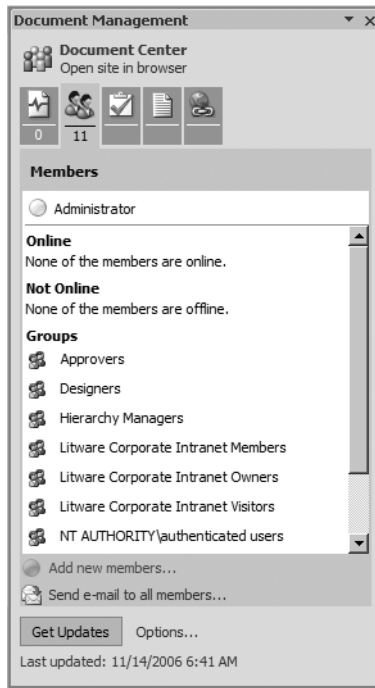 Document Management
Document Center
Open site in browser
0
11
Members
Administrator
Online
None of the members are online.
Not Online
None of the members are offline.
Groups
Approvers
Designers
Hierarchy Managers
Litware Corporate Intranet Members
Litware Corporate Intranet Owners
Litware Corporate Intranet Visitors
NT AUTHORITY\authenticated users
Add new members...
Send e-mail to all members...
Get Updates Options...
Last updated: 11/14/2006 6:41 AM